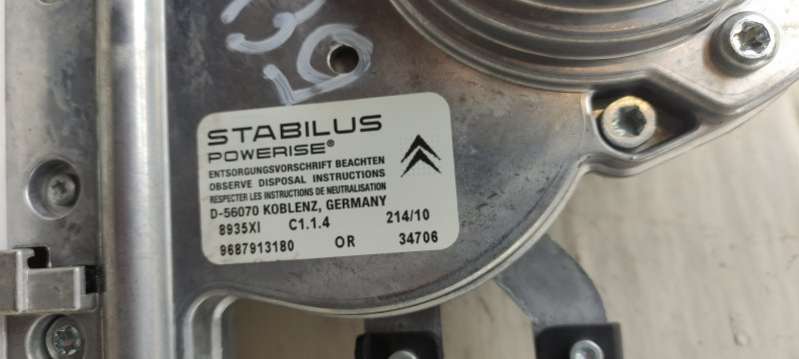 STABILUS
POWERISE®
ENTSORGUNGSVORSCHRIFT BEACHTEN
OBSERVE DISPOSAL INSTRUCTIONS
RESPECTER LES INSTRUCTIONS DE NEUTRALISATION
D-56070 KOBLENZ, GERMANY
8935XI C1.1.4 214/10
9687913180 OR 34706